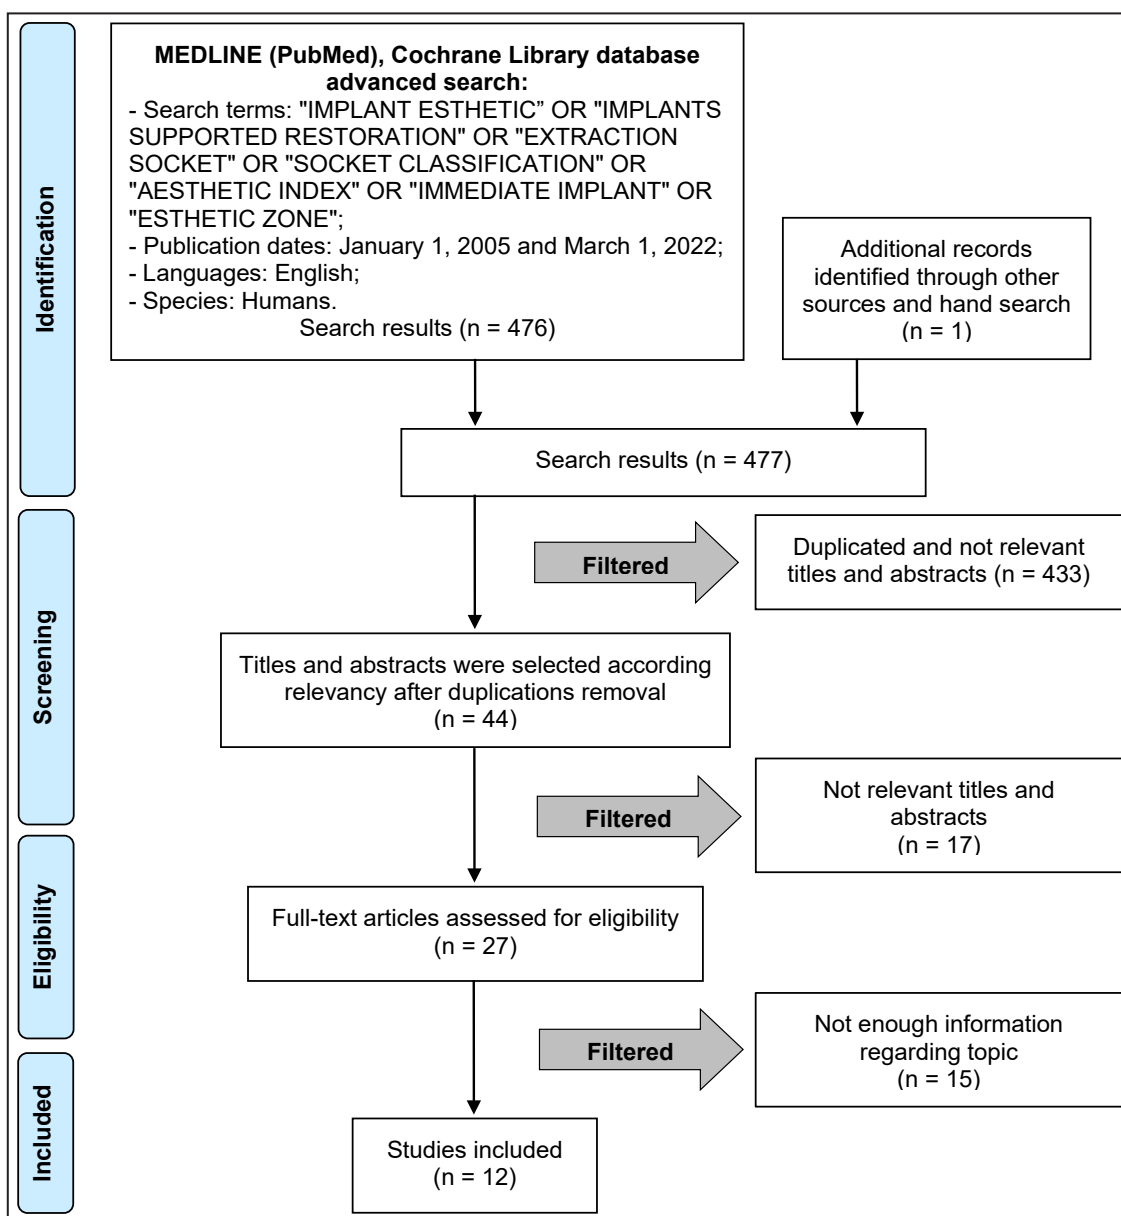 Identification
MEDLINE (PubMed), Cochrane Library database
advanced search:
- Search terms: "IMPLANT ESTHETIC” OR "IMPLANTS
SUPPORTED RESTORATION" OR "EXTRACTION
SOCKET" OR "SOCKET CLASSIFICATION" OR
"AESTHETIC INDEX" OR "IMMEDIATE IMPLANT" OR
"ESTHETIC ZONE";
- Publication dates: January 1, 2005 and March 1, 2022;
- Languages: English;
- Species: Humans.
Search results (n = 476)
Additional records
identified through other
sources and hand search
(n = 1)
Search results (n = 477)
Screening
Filtered
Duplicated and not relevant
titles and abstracts (n = 433)
Titles and abstracts were selected according
relevancy after duplications removal
(n = 44)
Filtered
Not relevant titles and
abstracts
(n = 17)
Eligibility
Full-text articles assessed for eligibility
(n = 27)
Filtered
Not enough information
regarding topic
(n = 15)
Included
Studies included
(n = 12)